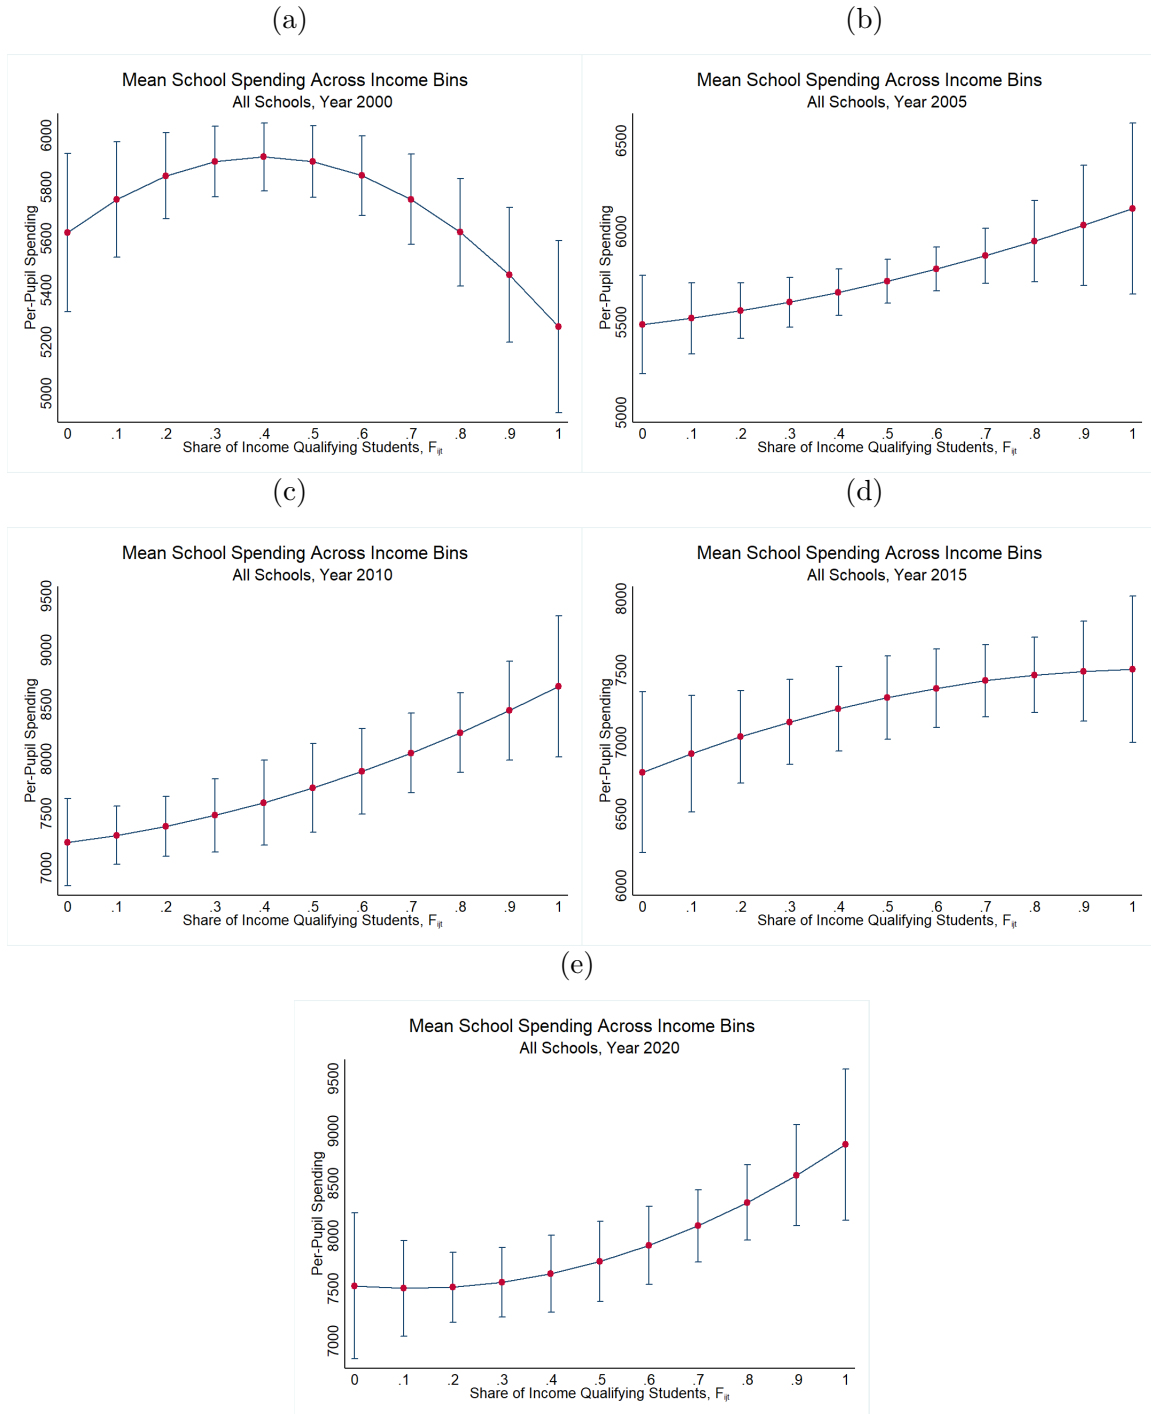 (a)
Mean School Spending Across Income Bins
All Schools, Year 2000
Per-Pupil Spending
6000
5800
5600
5400
5200
5000
0 .1 .2 .3 .4 .5 .6 .7 .8 .9 1
Share of Income Qualifying Students, Fijt
(b)
Mean School Spending Across Income Bins
All Schools, Year 2005
Per-Pupil Spending
6500
6000
5500
5000
0 .1 .2 .3 .4 .5 .6 .7 .8 .9 1
Share of Income Qualifying Students, Fijt
(c)
Mean School Spending Across Income Bins
All Schools, Year 2010
Per-Pupil Spending
9500
9000
8500
8000
7500
7000
0 .1 .2 .3 .4 .5 .6 .7 .8 .9 1
Share of Income Qualifying Students, Fijt
(d)
Mean School Spending Across Income Bins
All Schools, Year 2015
Per-Pupil Spending
8000
7500
7000
6500
6000
0 .1 .2 .3 .4 .5 .6 .7 .8 .9 1
Share of Income Qualifying Students, Fijt
(e)
Mean School Spending Across Income Bins
All Schools, Year 2020
Per-Pupil Spending
9500
9000
8500
8000
7500
7000
0 .1 .2 .3 .4 .5 .6 .7 .8 .9 1
Share of Income Qualifying Students, Fijt